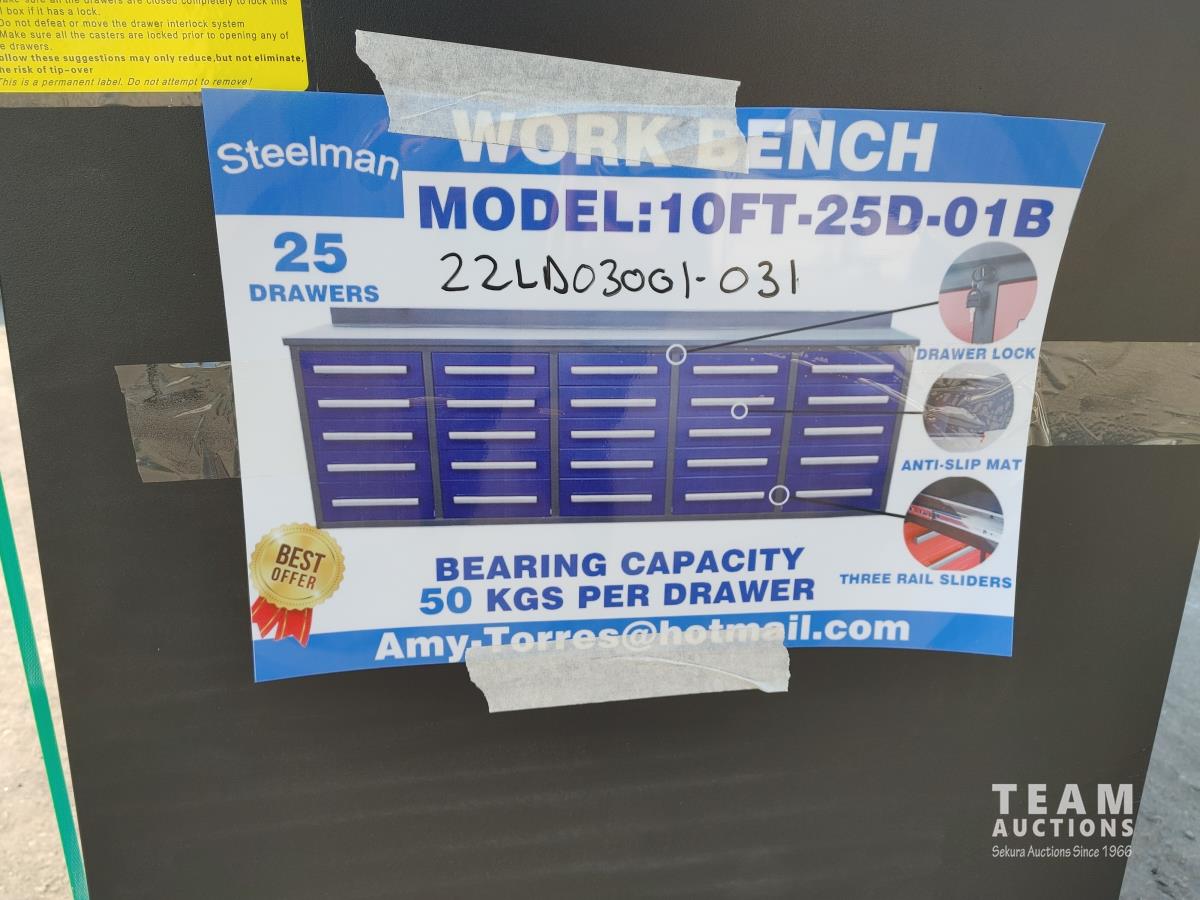 make sure all the drawers are closed completely to lock this
box if it has a lock.
Do not defeat or move the drawer interlock system
Make sure all the casters are locked prior to opening any of
e drawers.
ollow these suggestions may only reduce,but not eliminate,
he risk of tip-over
This is a permanent label. Do not attempt to remove!
Steelman
WORK BENCH
MODEL:10FT-25D-01B
25
DRAWERS
22LD03001-031
DRAWER LOCK
ANTI-SLIP MAT
THREE RAIL SLIDERS
BEST
OFFER
BEARING CAPACITY
50 KGS PER DRAWER
Amy.Torres@hotmail.com
TEAM
AUCTIONS
Sekura Auctions Since 1966